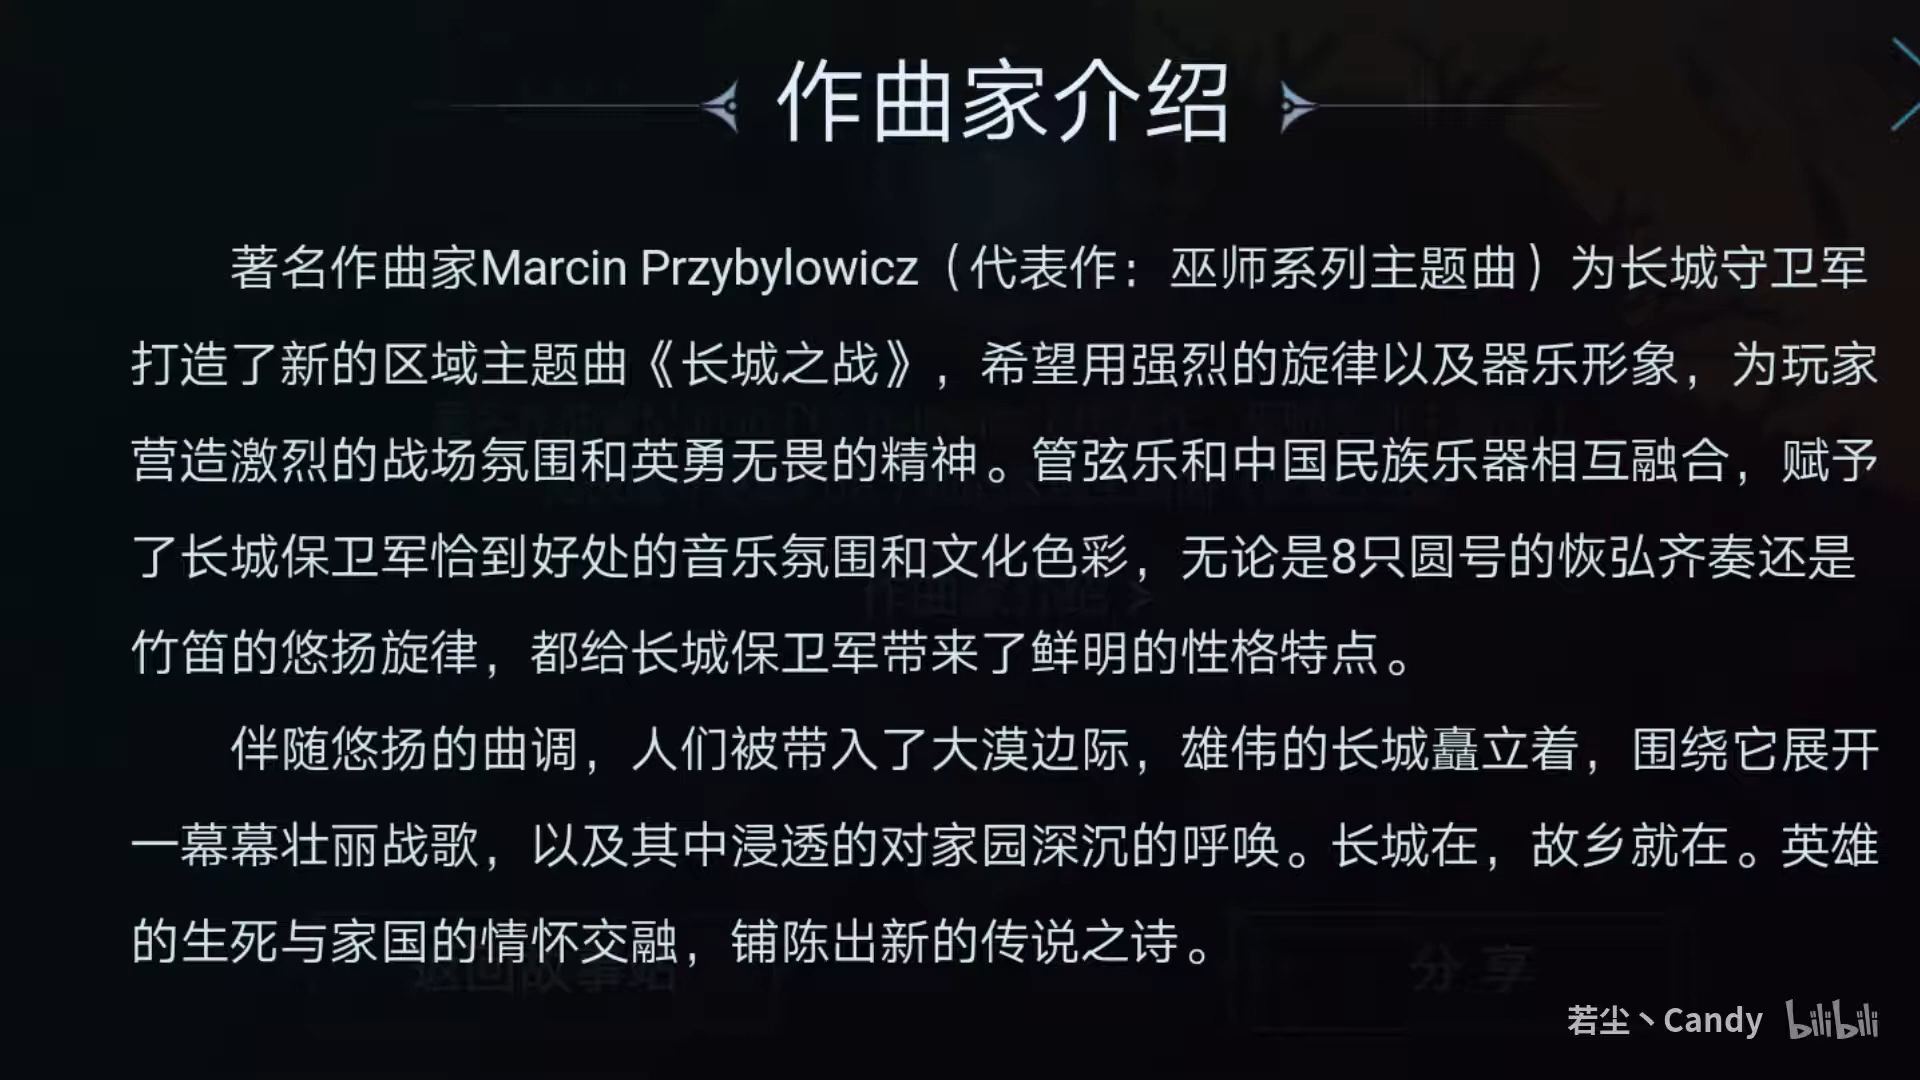 作曲家介绍
著名作曲家Marcin Przybylowicz（代表作：巫师系列主题曲）为长城守卫军
打造了新的区域主题曲《长城之战》，希望用强烈的旋律以及器乐形象，为玩家
营造激烈的战场氛围和英勇无畏的精神。管弦乐和中国民族乐器相互融合，赋予
了长城保卫军恰到好处的音乐氛围和文化色彩，无论是8只圆号的恢弘齐奏还是
竹笛的悠扬旋律，都给长城保卫军带来了鲜明的性格特点。
伴随悠扬的曲调，人们被带入了大漠边际，雄伟的长城矗立着，围绕它展开
一幕幕壮丽战歌，以及其中浸透的对家园深沉的呼唤。长城在，故乡就在。英雄
的生死与家国的情怀交融，铺陈出新的传说之诗。
返回故事站
分享
若尘丶Candy bilibili